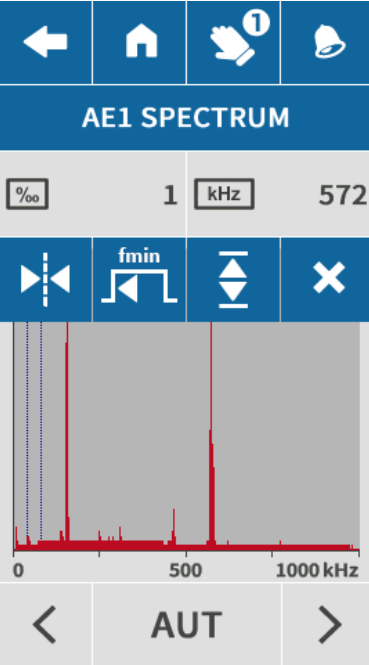 1
AE1 SPECTRUM
‰ 1 kHz 572
fmin
0 500 1000 kHz
AUT